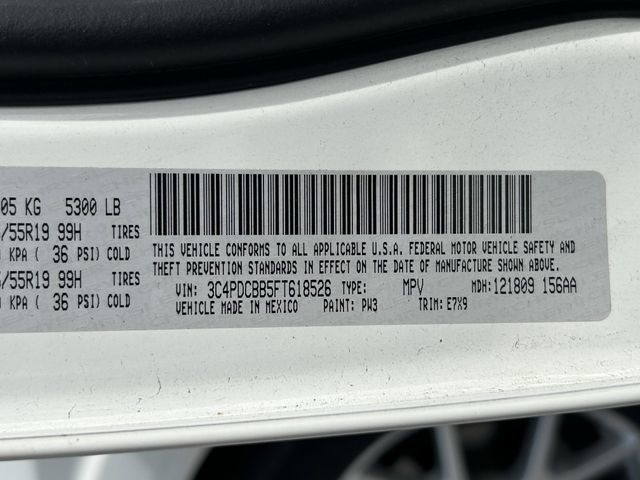 05 KG 5300 LB
/55R19 99H TIRES
KPA ( 36 PSI) COLD
/55R19 99H TIRES
KPA ( 36 PSI) COLD
THIS VEHICLE CONFORMS TO ALL APPLICABLE U.S.A. FEDERAL MOTOR VEHICLE SAFETY AND
THEFT PREVENTION STANDARDS IN EFFECT ON THE DATE OF MANUFACTURE SHOWN ABOVE.
VIN: 3C4PDCBB5FT618526 TYPE: MPV MDH: 121809 156AA
VEHICLE MADE IN MEXICO PAINT: PW3 TRIM: E7X9